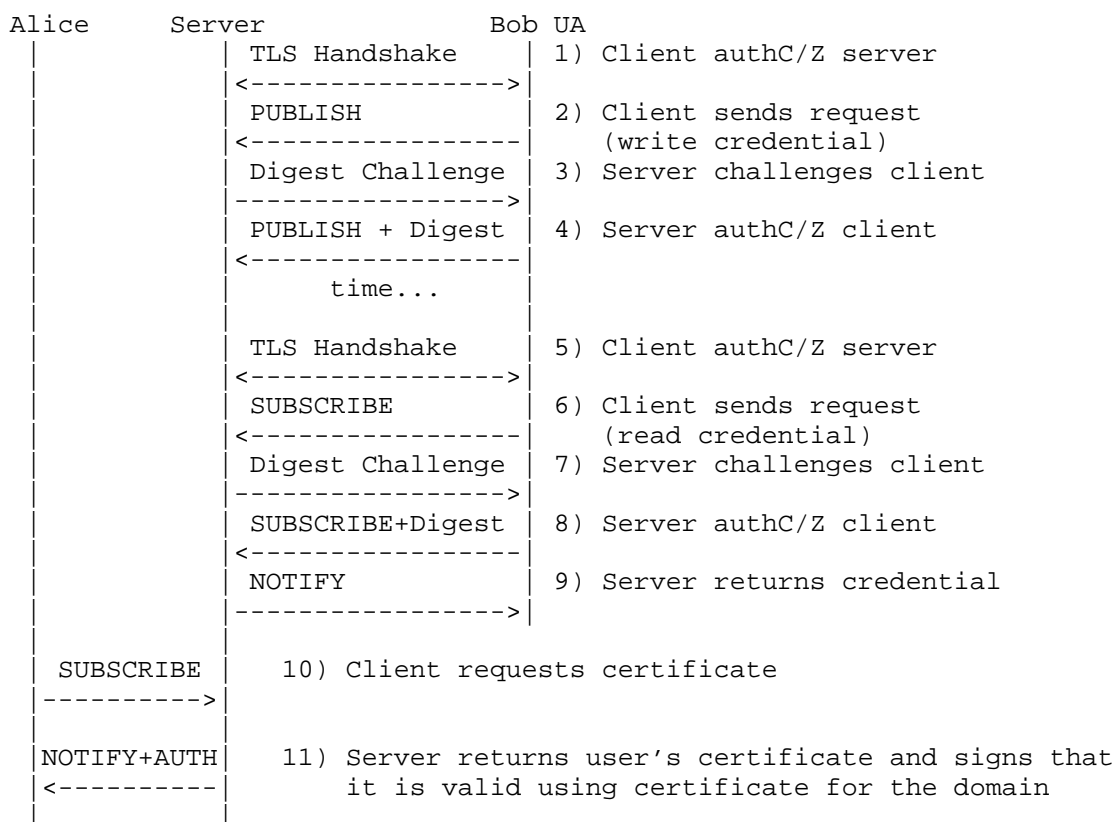 Alice Server Bob UA
TLS Handshake 1) Client authC/Z server
PUBLISH 2) Client sends request
(write credential)
Digest Challenge 3) Server challenges client
PUBLISH + Digest 4) Server authC/Z client
time...
TLS Handshake 5) Client authC/Z server
SUBSCRIBE 6) Client sends request
(read credential)
Digest Challenge 7) Server challenges client
SUBSCRIBE+Digest 8) Server authC/Z client
NOTIFY 9) Server returns credential
SUBSCRIBE 10) Client requests certificate
NOTIFY+AUTH 11) Server returns user’s certificate and signs that
it is valid using certificate for the domain